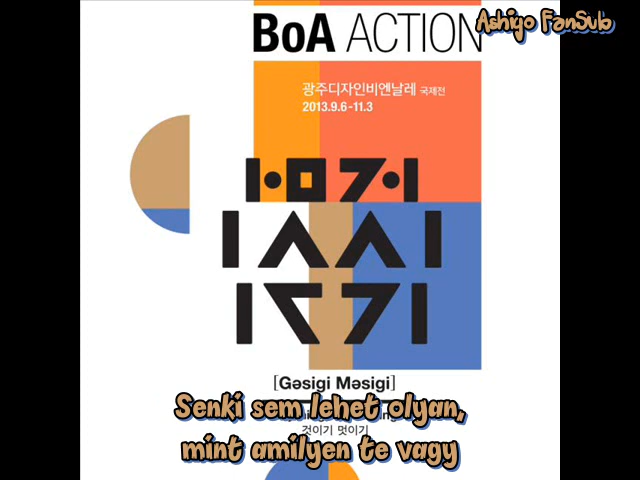 BoA ACTION
Ashiyo FanSub
광주디자인비엔날레 국제전
2013.9.6-11.3
[Gəsigi Məsigi]
Senki sem lehet olyan,
것이기 멋이기
mint amilyen te vagy